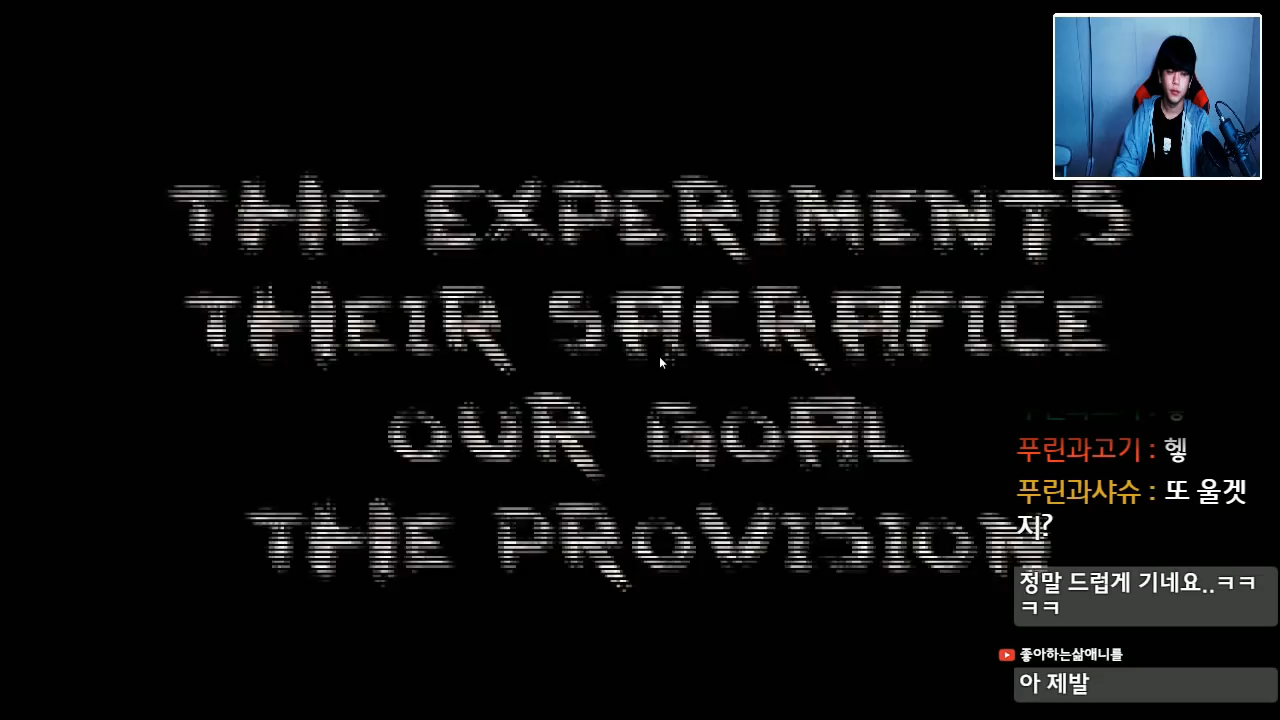 THE EXPERIMENTS
THEIR SACRAFICE
OUR GOAL
THE PROVISION
푸린과고기 : 헿
푸린과샤슈 : 또 울겟
지?
정말 드럽게 기네요..ㅋㅋ
ㅋㅋ
좋아하는삶애니를
아 제발